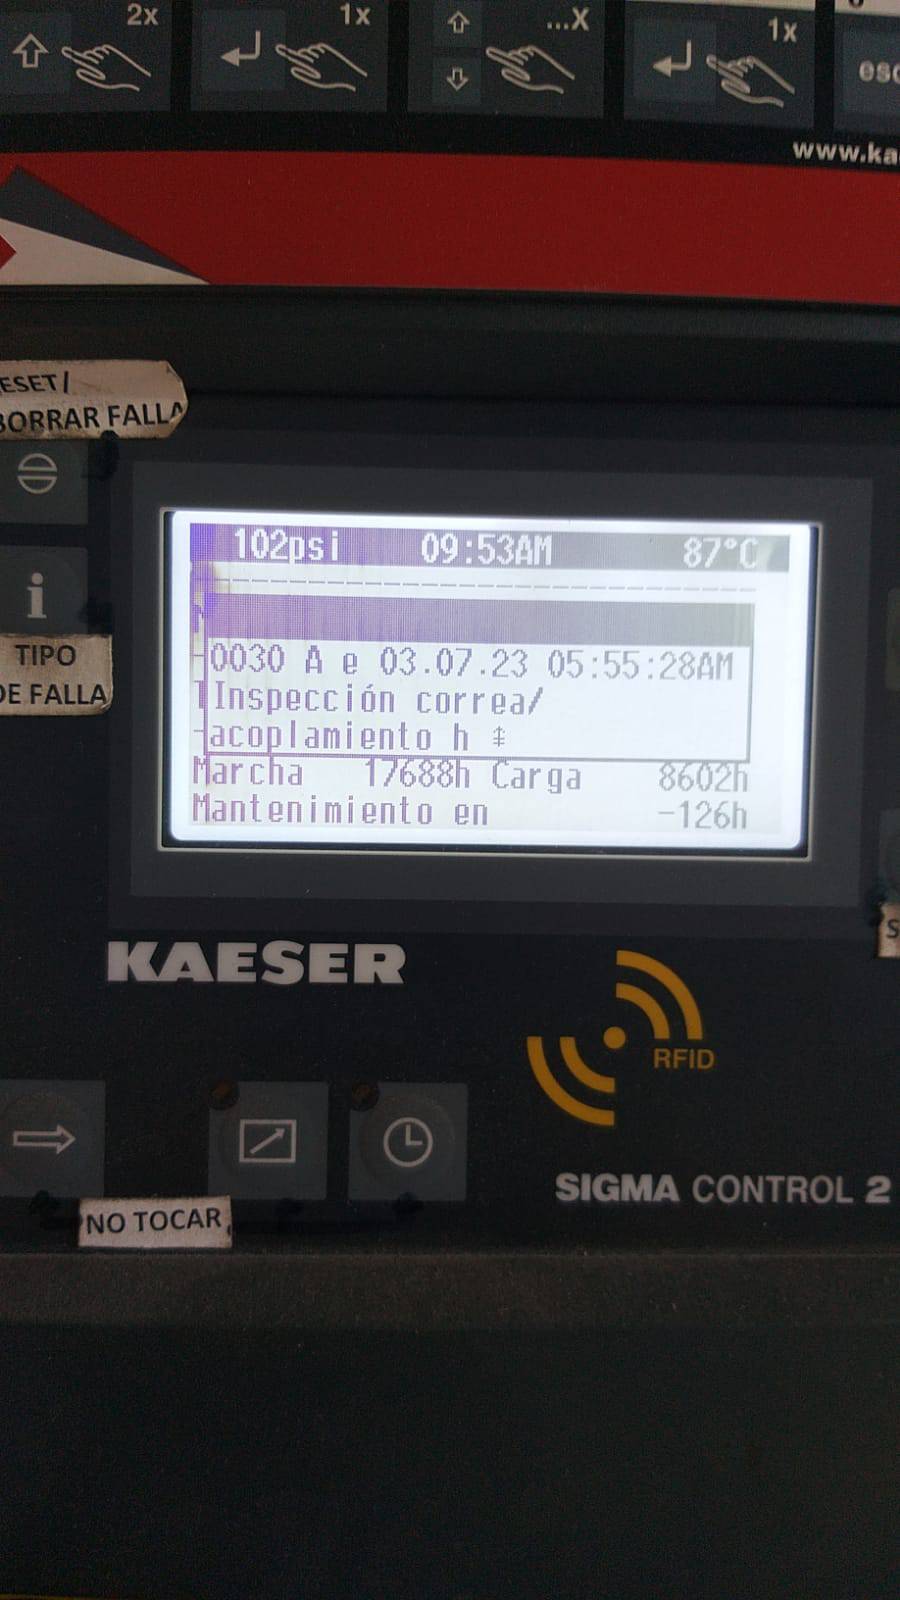 2x
1x
...X
1x
esc
www.ka
ESET/
BORRAR FALLA
i
TIPO
DE FALLA
102psi 09:53AM 87°C
0030 A e 03.07.23 05:55:28AM
Inspección correa/
acoplamiento h
Marcha 17688h Carga 8602h
Mantenimiento en -126h
S
KAESER
RFID
SIGMA CONTROL 2
NO TOCAR